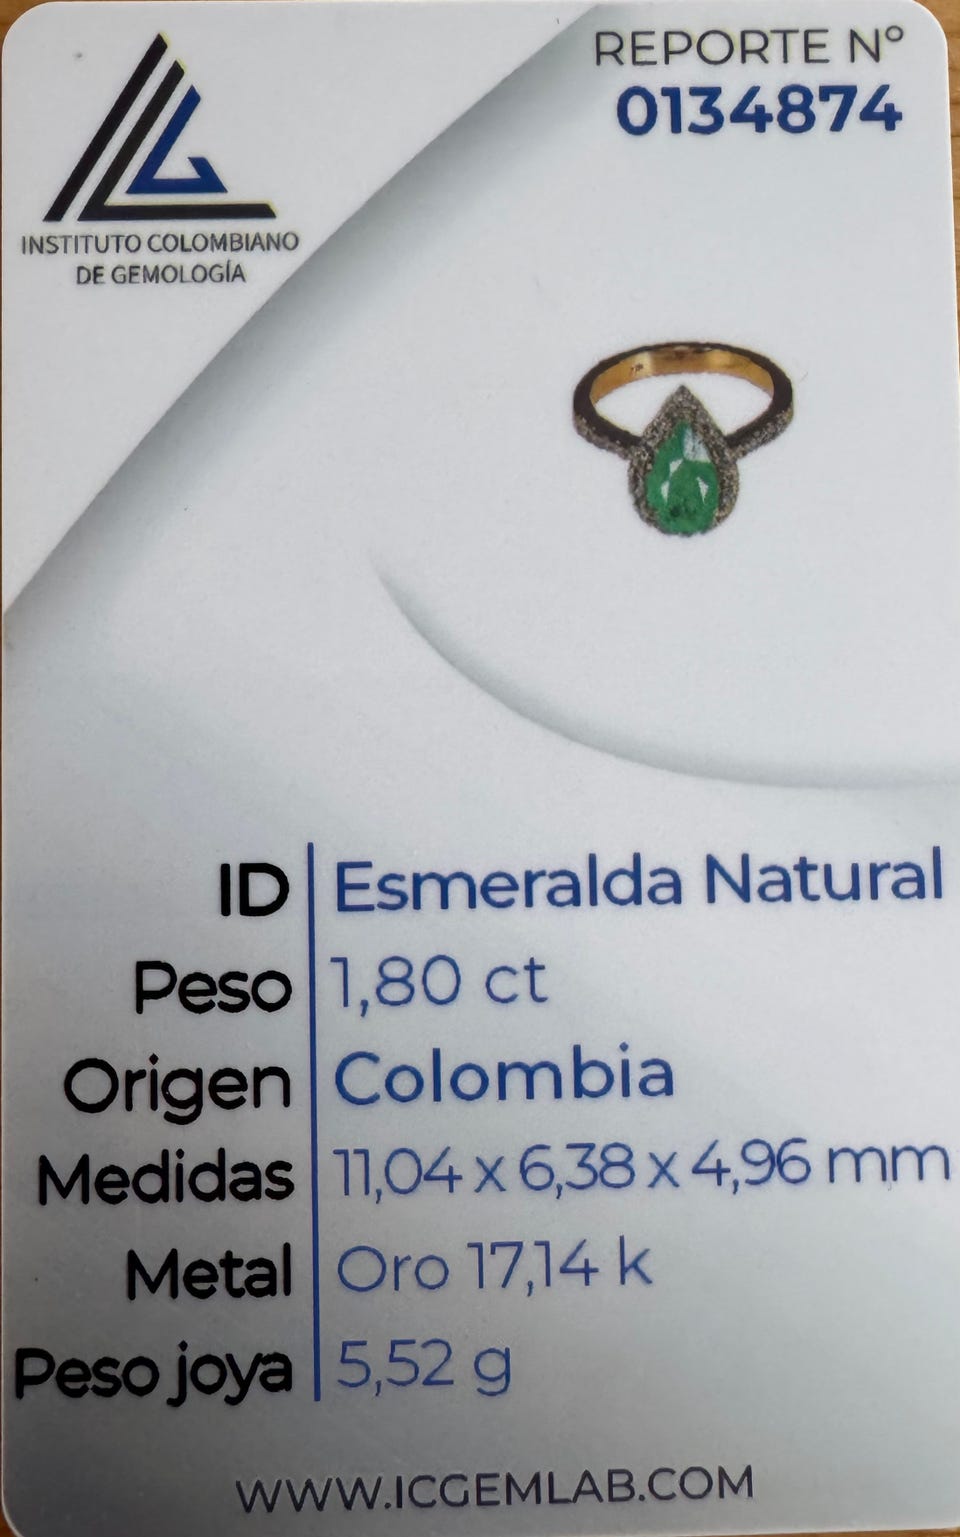 REPORTE Nº
0134874
INSTITUTO COLOMBIANO
DE GEMOLOGÍA
ID Esmeralda Natural
Peso 1,80 ct
Origen Colombia
Medidas 11,04 x 6,38 x 4,96 mm
Metal Oro 17,14 k
Peso joya 5,52 g
WWW.ICGEMLAB.COM